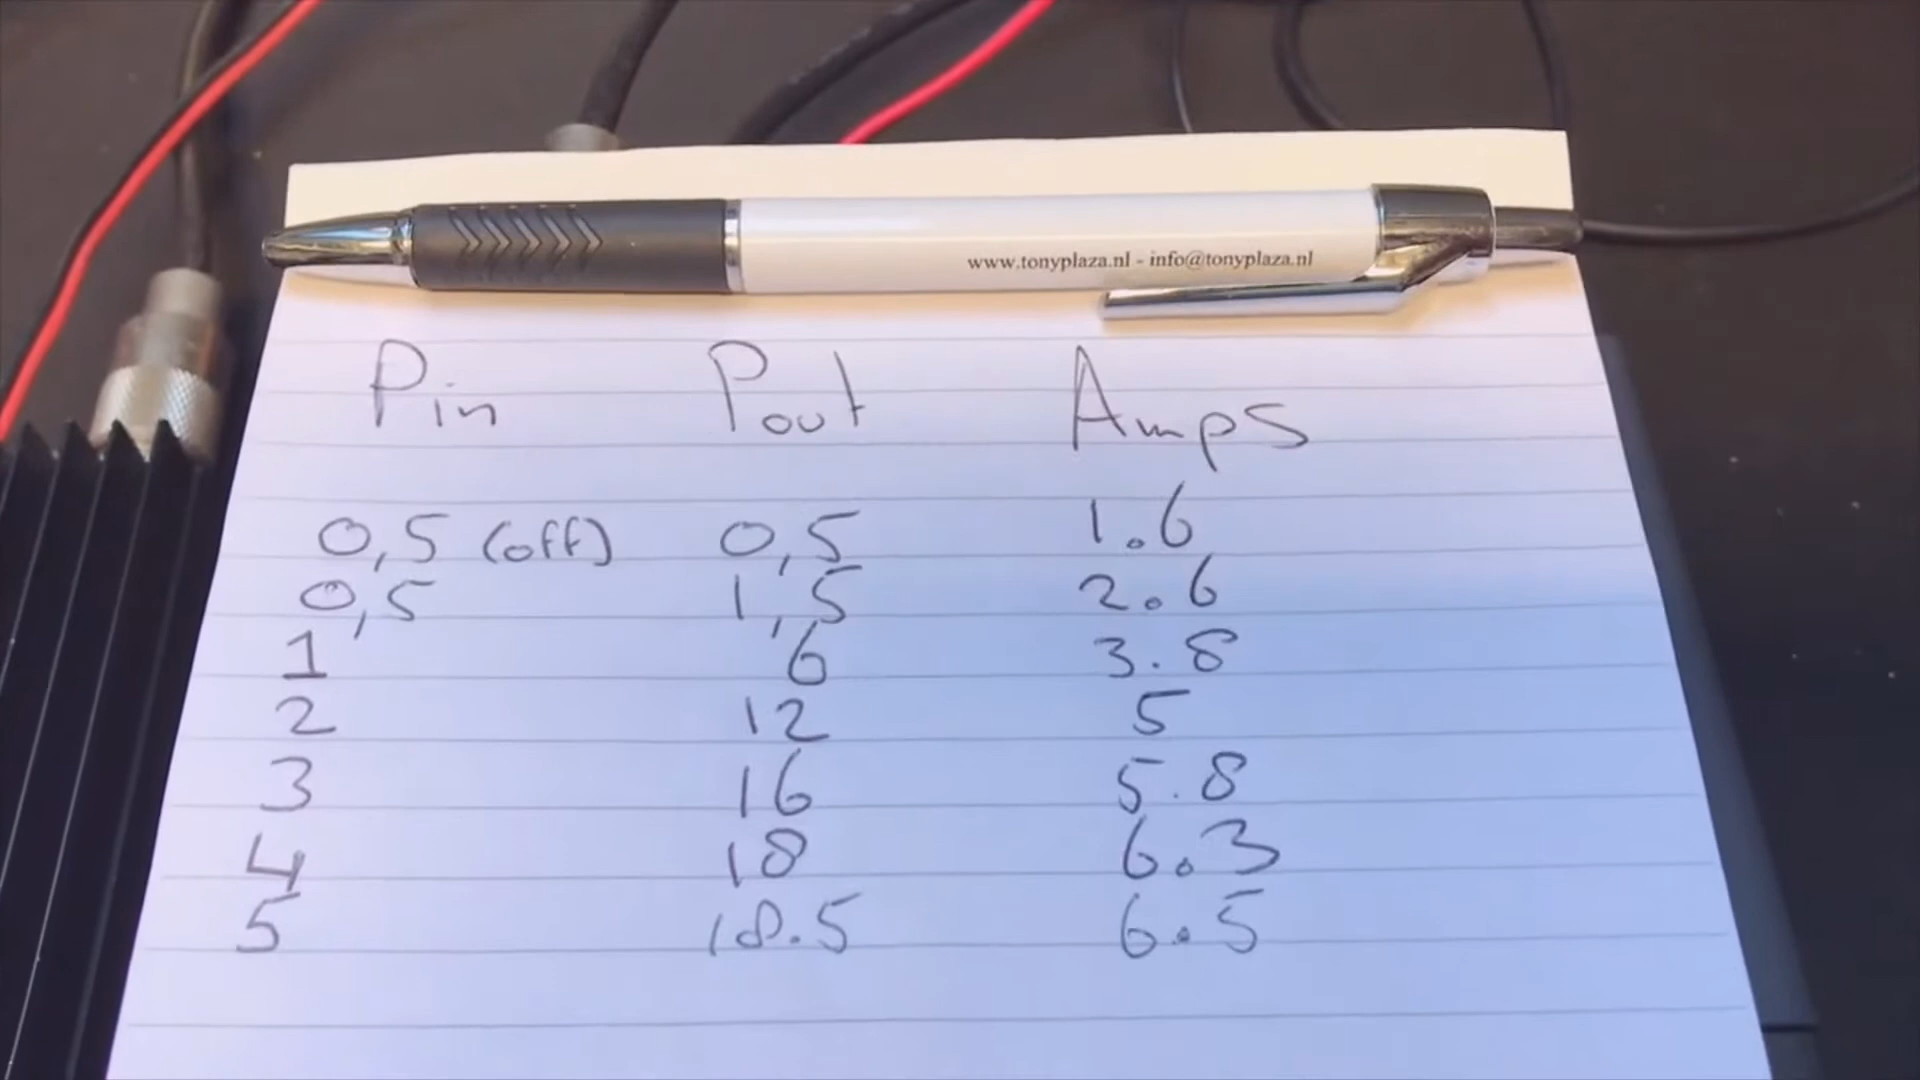 www.tonyplaza.nl - info@tonyplaza.nl
Pin Pout Amps
0,5 (off) 0,5 1.6
0,5 1,5 2.6
1 6 3.8
2 12 5
3 16 5.8
4 18 6.3
5 18.5 6.5